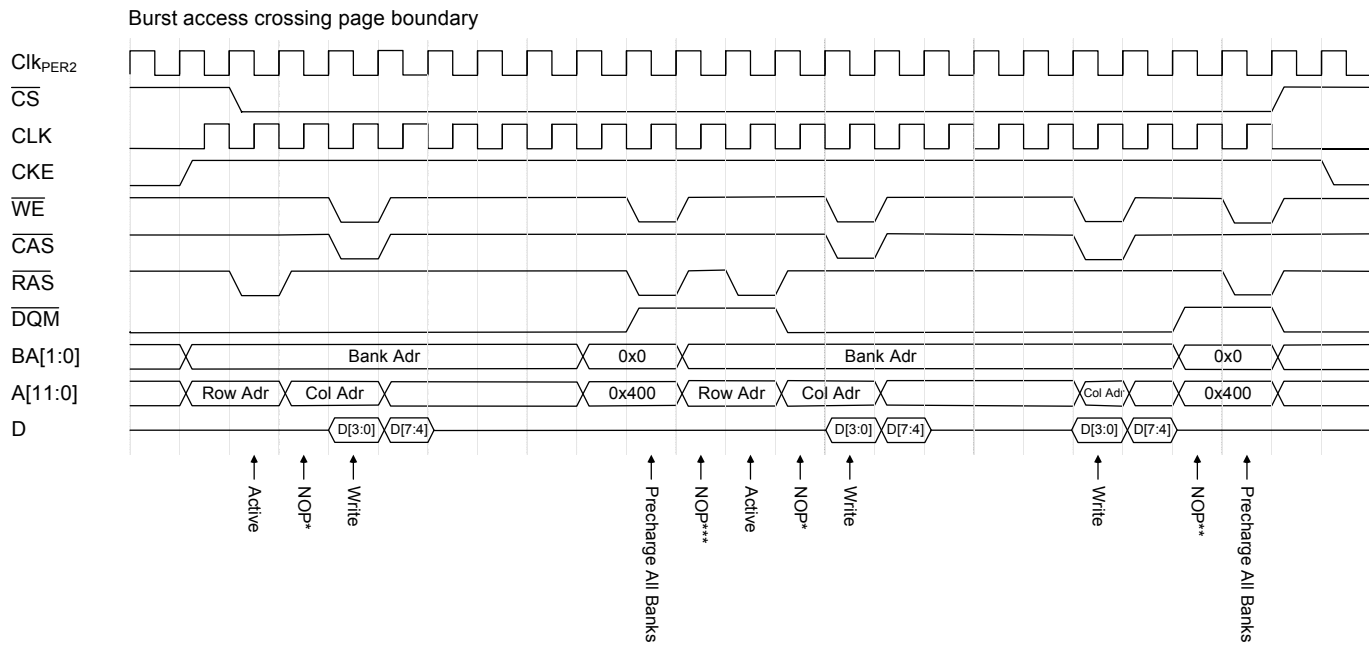 Burst access crossing page boundary
ClkPER2
CS
CLK
CKE
WE
CAS
RAS
DQM
BA[1:0] Bank Adr 0x0 Bank Adr 0x0
A[11:0] Row Adr Col Adr 0x400 Row Adr Col Adr Col Adr 0x400
D D[3:0] D[7:4] D[3:0] D[7:4] D[3:0] D[7:4]
Active
NOP*
Write
Precharge All Banks
NOP***
Active
NOP*
Write
Write
NOP**
Precharge All Banks